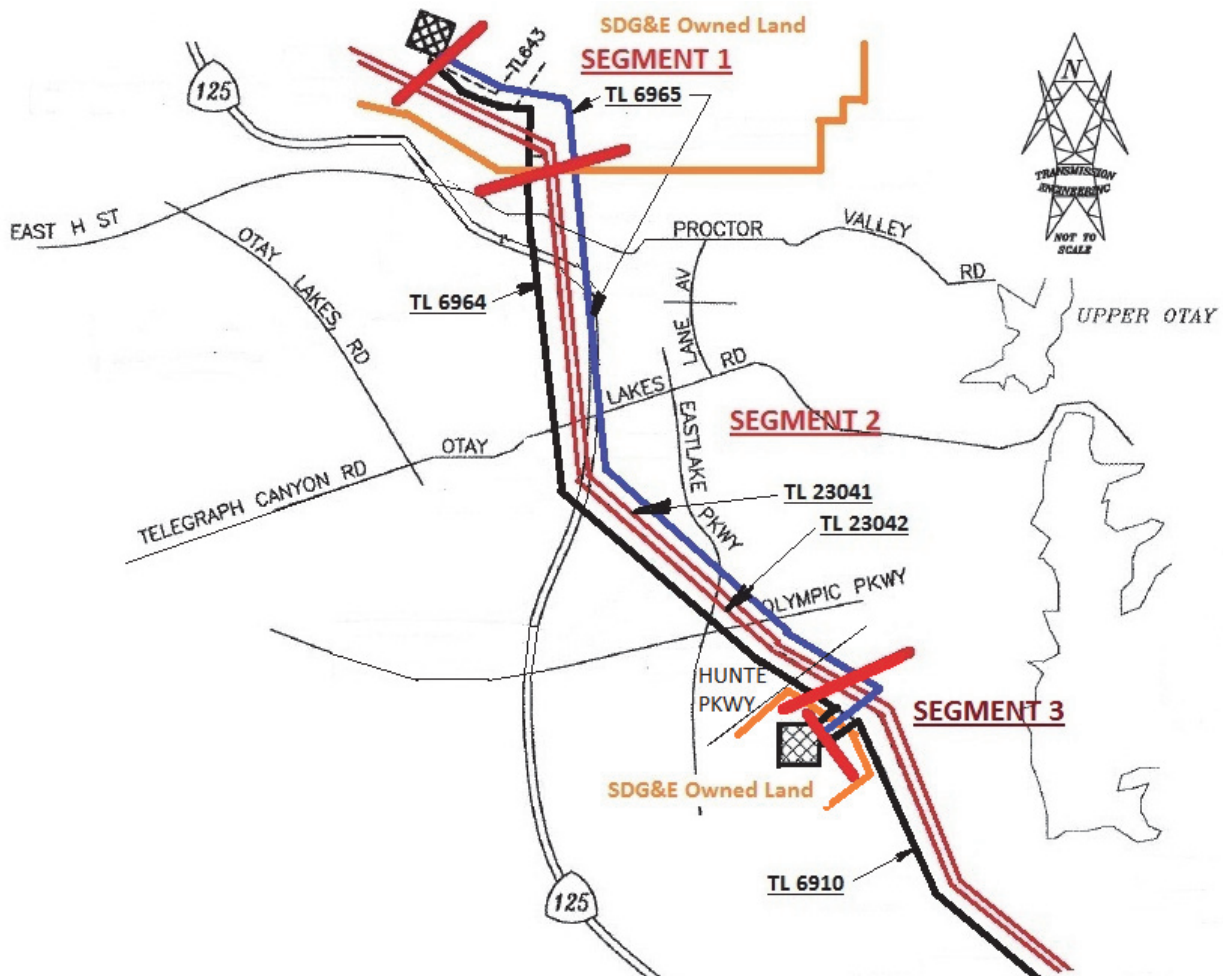 SDG&E Owned Land
SEGMENT 1
TL643
TL 6965
125
N
TRANSMISSION
ENGINEERING
NOT TO
SCALE
EAST H ST
OTAY LAKES RD
PROCTOR VALLEY RD
UPPER OTAY
TL 6964
LANE AV
OTAY LAKES RD
SEGMENT 2
EASTLAKE PKWY
TELEGRAPH CANYON RD
TL 23041
TL 23042
OLYMPIC PKWY
HUNTE
PKWY
SEGMENT 3
SDG&E Owned Land
TL 6910
125